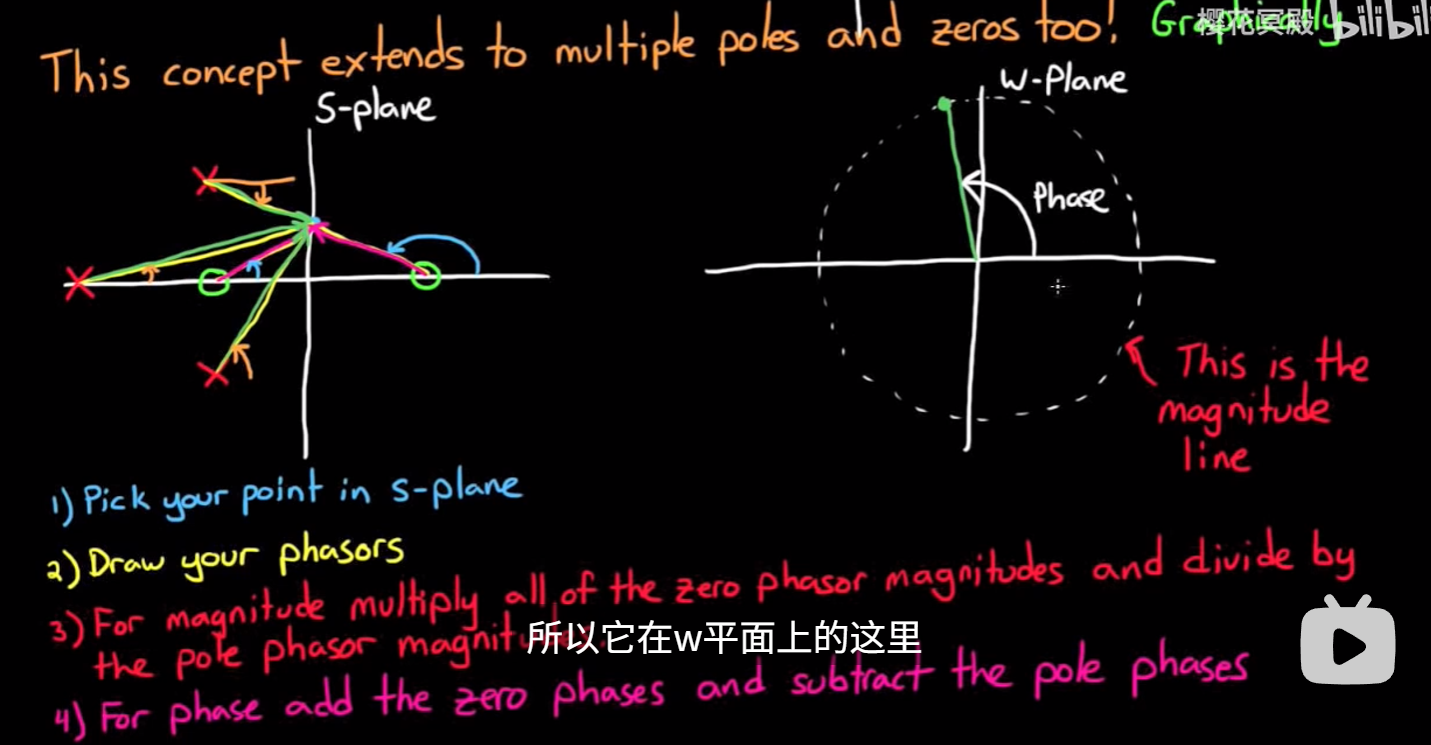 This concept extends to multiple poles and zeros too! Graphically
樱花冥殿 bilibili
S-plane
W-Plane
Phase
This is the
magnitude
line
1) Pick your point in s-plane
2) Draw your phasors
3) For magnitude multiply all of the zero phasor magnitudes and divide by
the pole phasor magnitudes.
所以它在w平面上的这里
4) For phase add the zero phases and subtract the pole phases